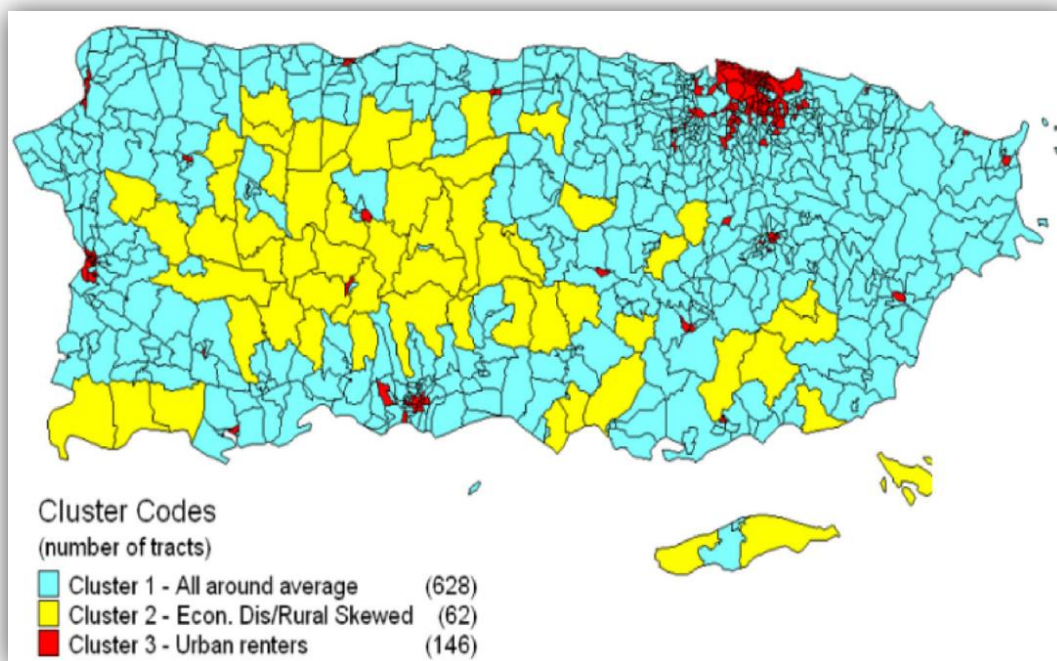 Cluster Codes
(number of tracts)
Cluster 1 - All around average (628)
Cluster 2 - Econ. Dis/Rural Skewed (62)
Cluster 3 - Urban renters (146)